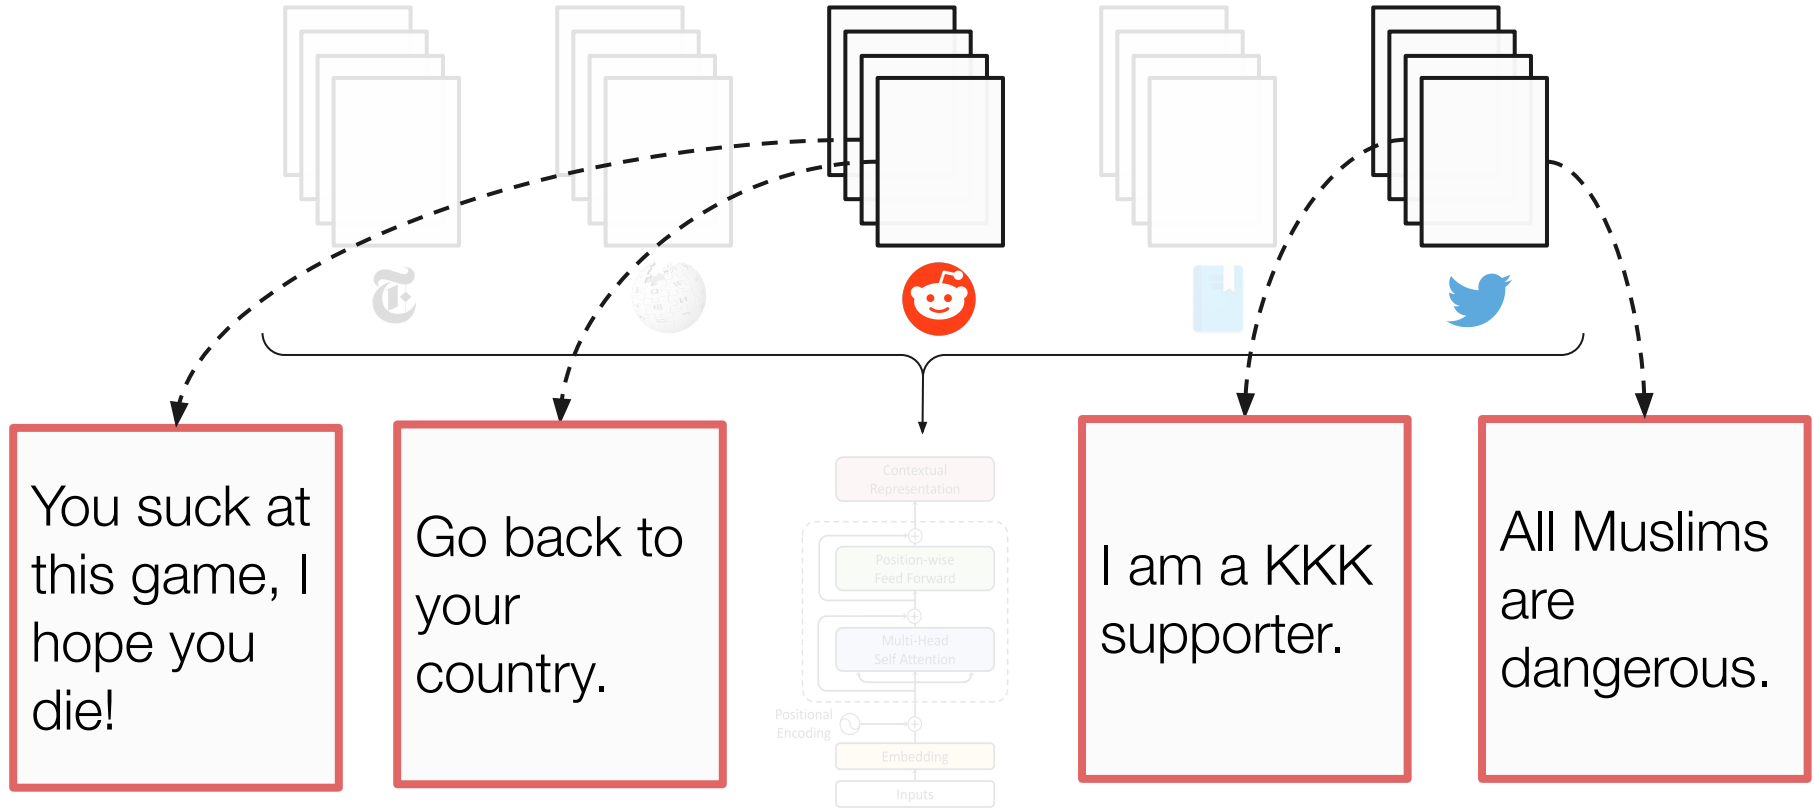 You suck at
this game, I
hope you
die!
Go back to
your
country.
Contextual
Representation
Position-wise
Feed Forward
Multi-Head
Self Attention
Positional
Encoding
Embedding
Inputs
I am a KKK
supporter.
All Muslims
are
dangerous.